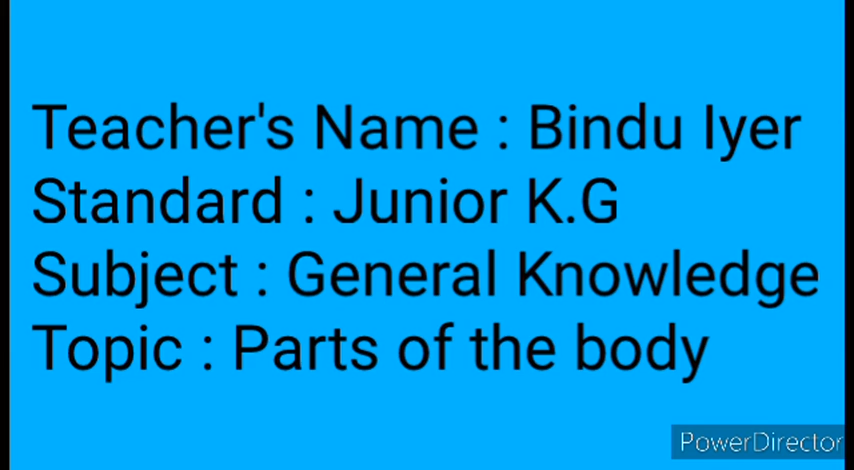 Teacher's Name : Bindu Iyer
Standard : Junior K.G
Subject : General Knowledge
Topic : Parts of the body
PowerDirector